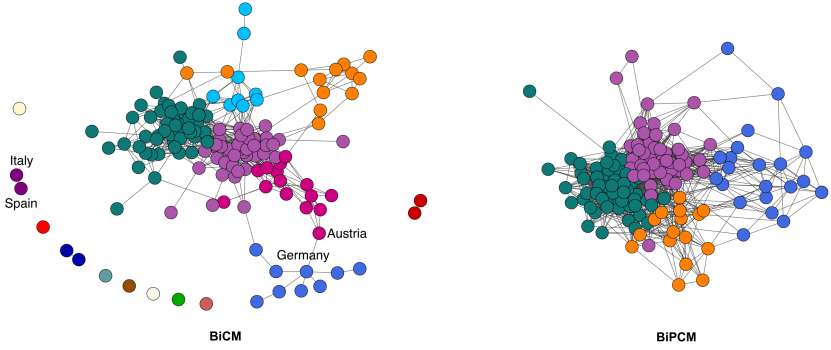 Italy
Spain
Austria
Germany
BiCM
BiPCM